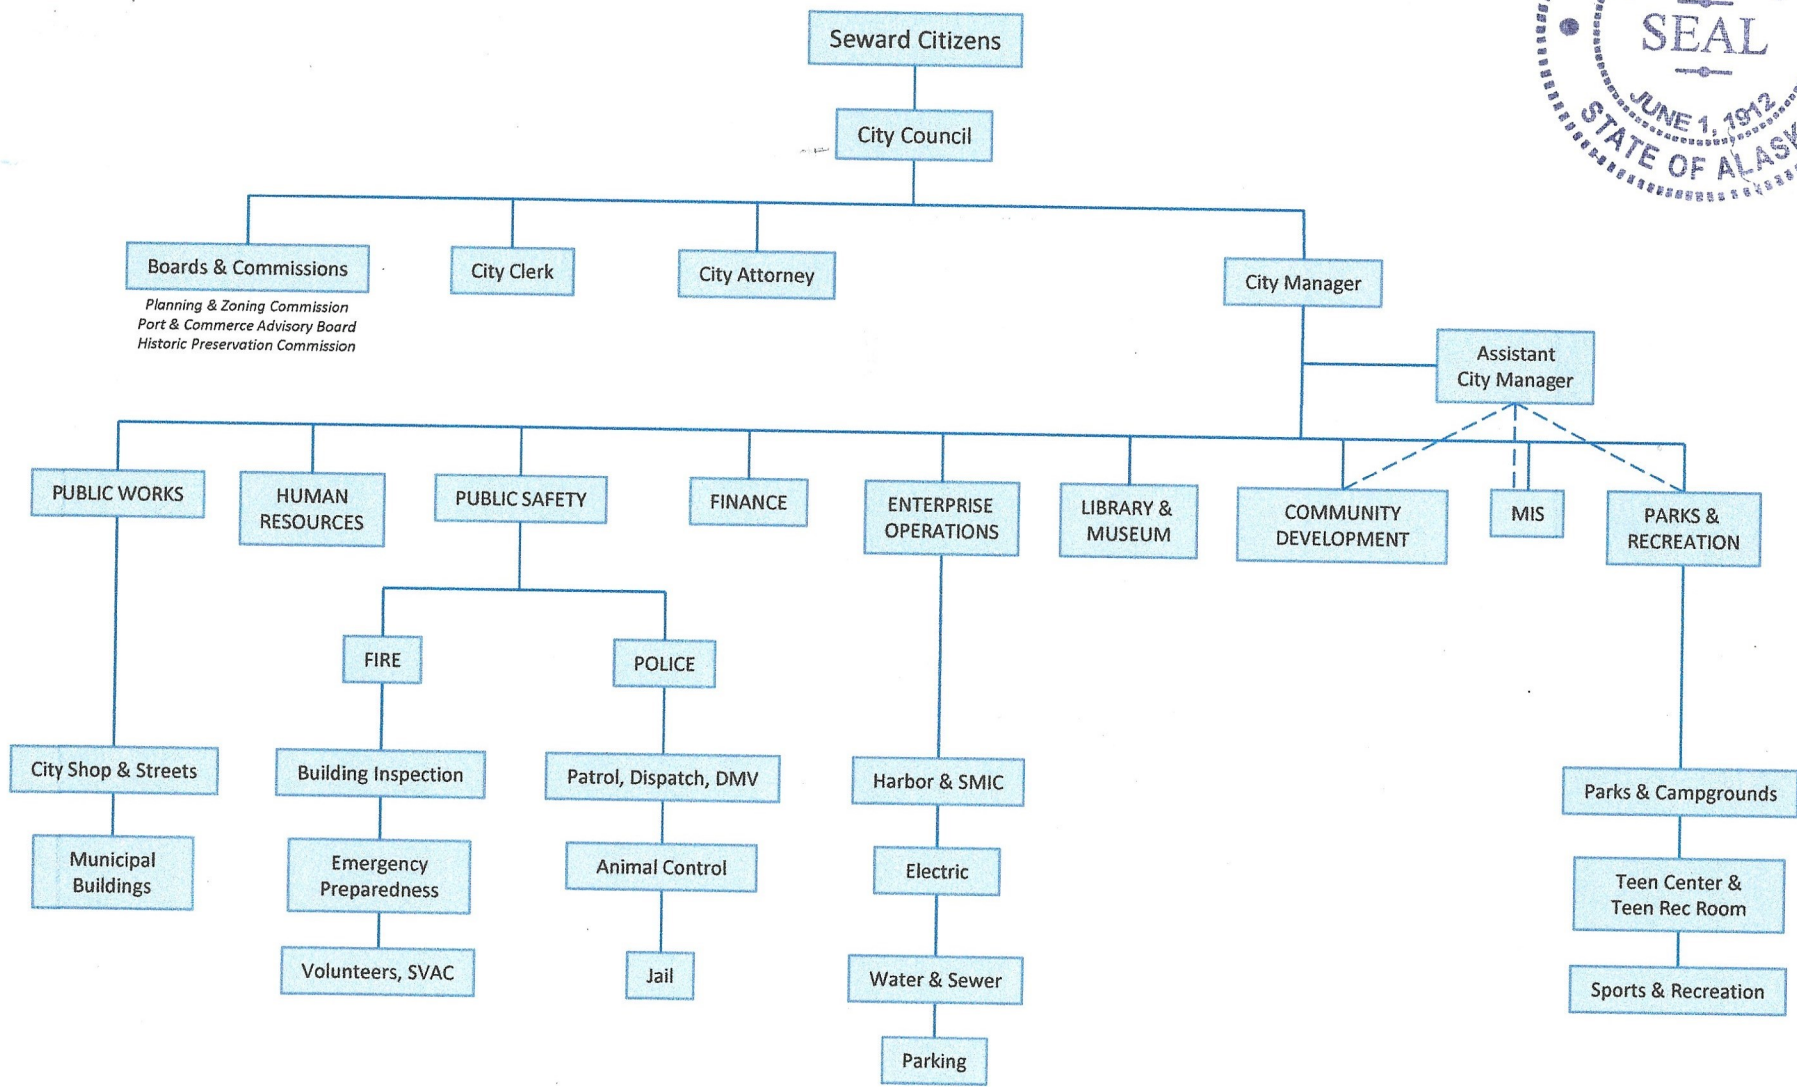 SEAL
JUNE 1, 1912
STATE OF ALASK
Seward Citizens
City Council
Boards & Commissions
Planning & Zoning Commission
Port & Commerce Advisory Board
Historic Preservation Commission
City Clerk
City Attorney
City Manager
Assistant
City Manager
PUBLIC WORKS
HUMAN
RESOURCES
PUBLIC SAFETY
FINANCE
ENTERPRISE
OPERATIONS
LIBRARY &
MUSEUM
COMMUNITY
DEVELOPMENT
MIS
PARKS &
RECREATION
FIRE
POLICE
City Shop & Streets
Municipal
Buildings
Building Inspection
Emergency
Preparedness
Volunteers, SVAC
Patrol, Dispatch, DMV
Animal Control
Jail
Harbor & SMIC
Electric
Water & Sewer
Parking
Parks & Campgrounds
Teen Center &
Teen Rec Room
Sports & Recreation